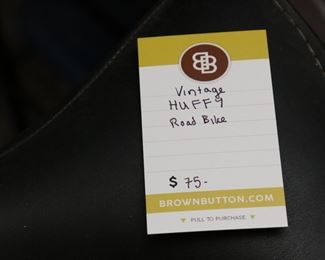 BB
Vintage
HUFFY
Road Bike
$ 75-
BROWNBUTTON.COM
PULL TO PURCHASE